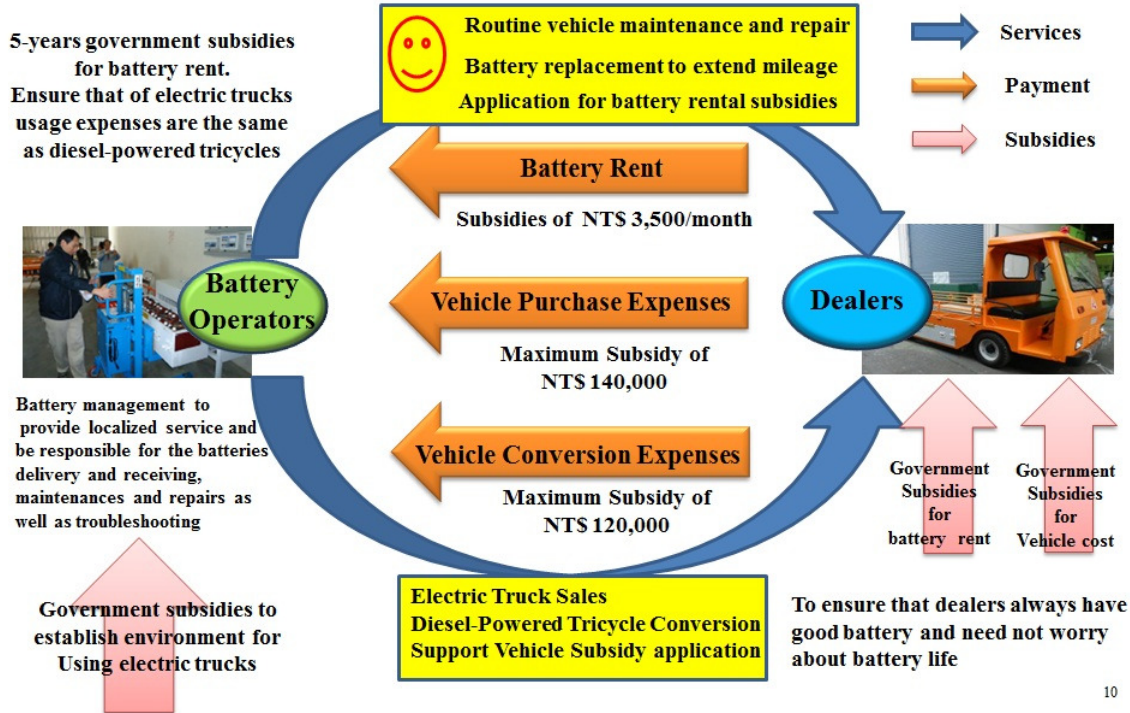 5-years government subsidies
for battery rent.
Ensure that of electric trucks
usage expenses are the same
as diesel-powered tricycles
Routine vehicle maintenance and repair
Battery replacement to extend mileage
Application for battery rental subsidies
Services
Payment
Subsidies
Battery Rent
Subsidies of NT$ 3,500/month
Battery
Operators
Vehicle Purchase Expenses
Maximum Subsidy of
NT$ 140,000
Dealers
Battery management to
provide localized service and
be responsible for the batteries
delivery and receiving,
maintenances and repairs as
well as troubleshooting
Vehicle Conversion Expenses
Maximum Subsidy of
NT$ 120,000
Government
Subsidies
for
battery rent
Government
Subsidies
for
Vehicle cost
Government subsidies to
establish environment for
Using electric trucks
Electric Truck Sales
Diesel-Powered Tricycle Conversion
Support Vehicle Subsidy application
To ensure that dealers always have
good battery and need not worry
about battery life
10